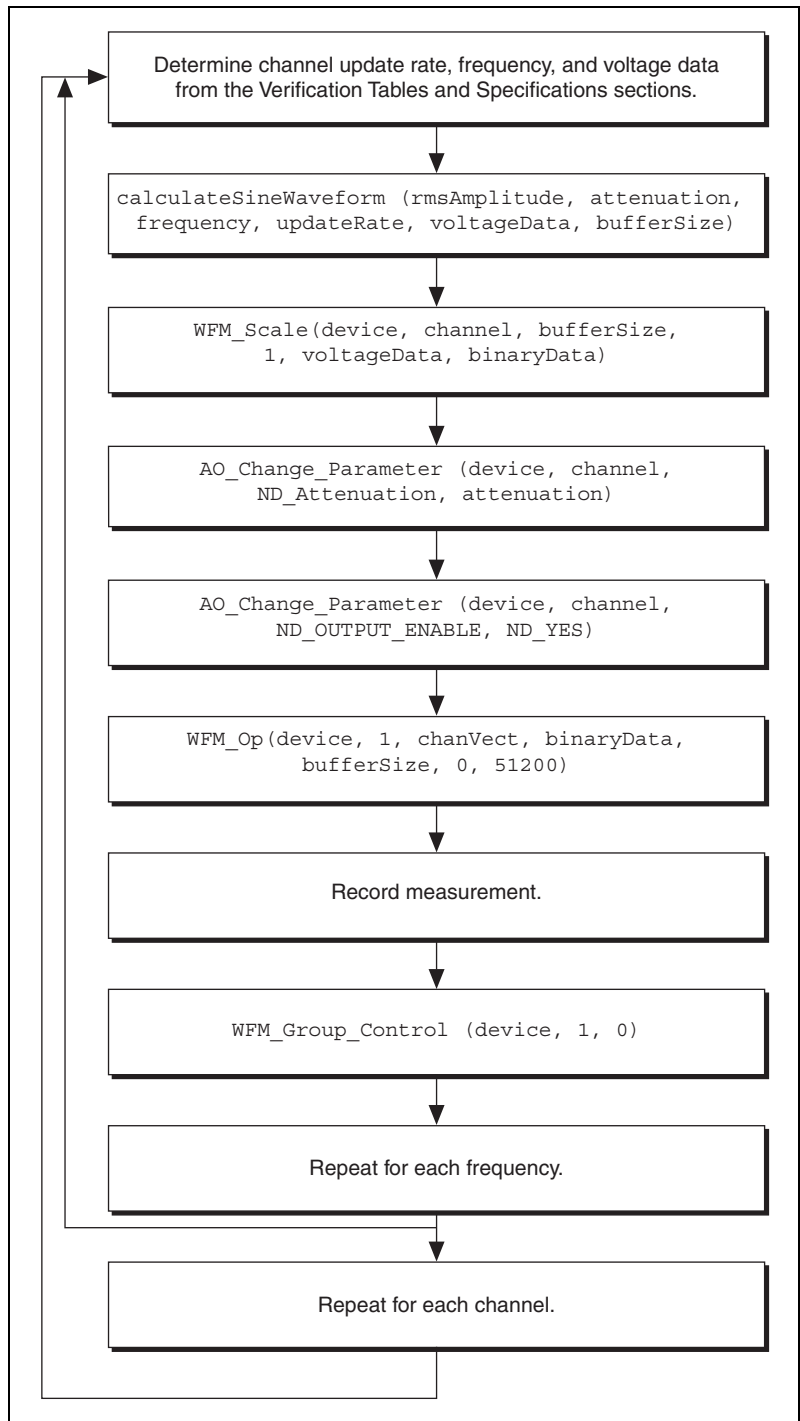 Determine channel update rate, frequency, and voltage data
from the Verification Tables and Specifications sections.
calculateSineWaveform (rmsAmplitude, attenuation,
frequency, updateRate, voltageData, bufferSize)
WFM_Scale(device, channel, bufferSize,
1, voltageData, binaryData)
AO_Change_Parameter (device, channel,
ND_Attenuation, attenuation)
AO_Change_Parameter (device, channel,
ND_OUTPUT_ENABLE, ND_YES)
WFM_Op(device, 1, chanVect, binaryData,
bufferSize, 0, 51200)
Record measurement.
WFM_Group_Control (device, 1, 0)
Repeat for each frequency.
Repeat for each channel.